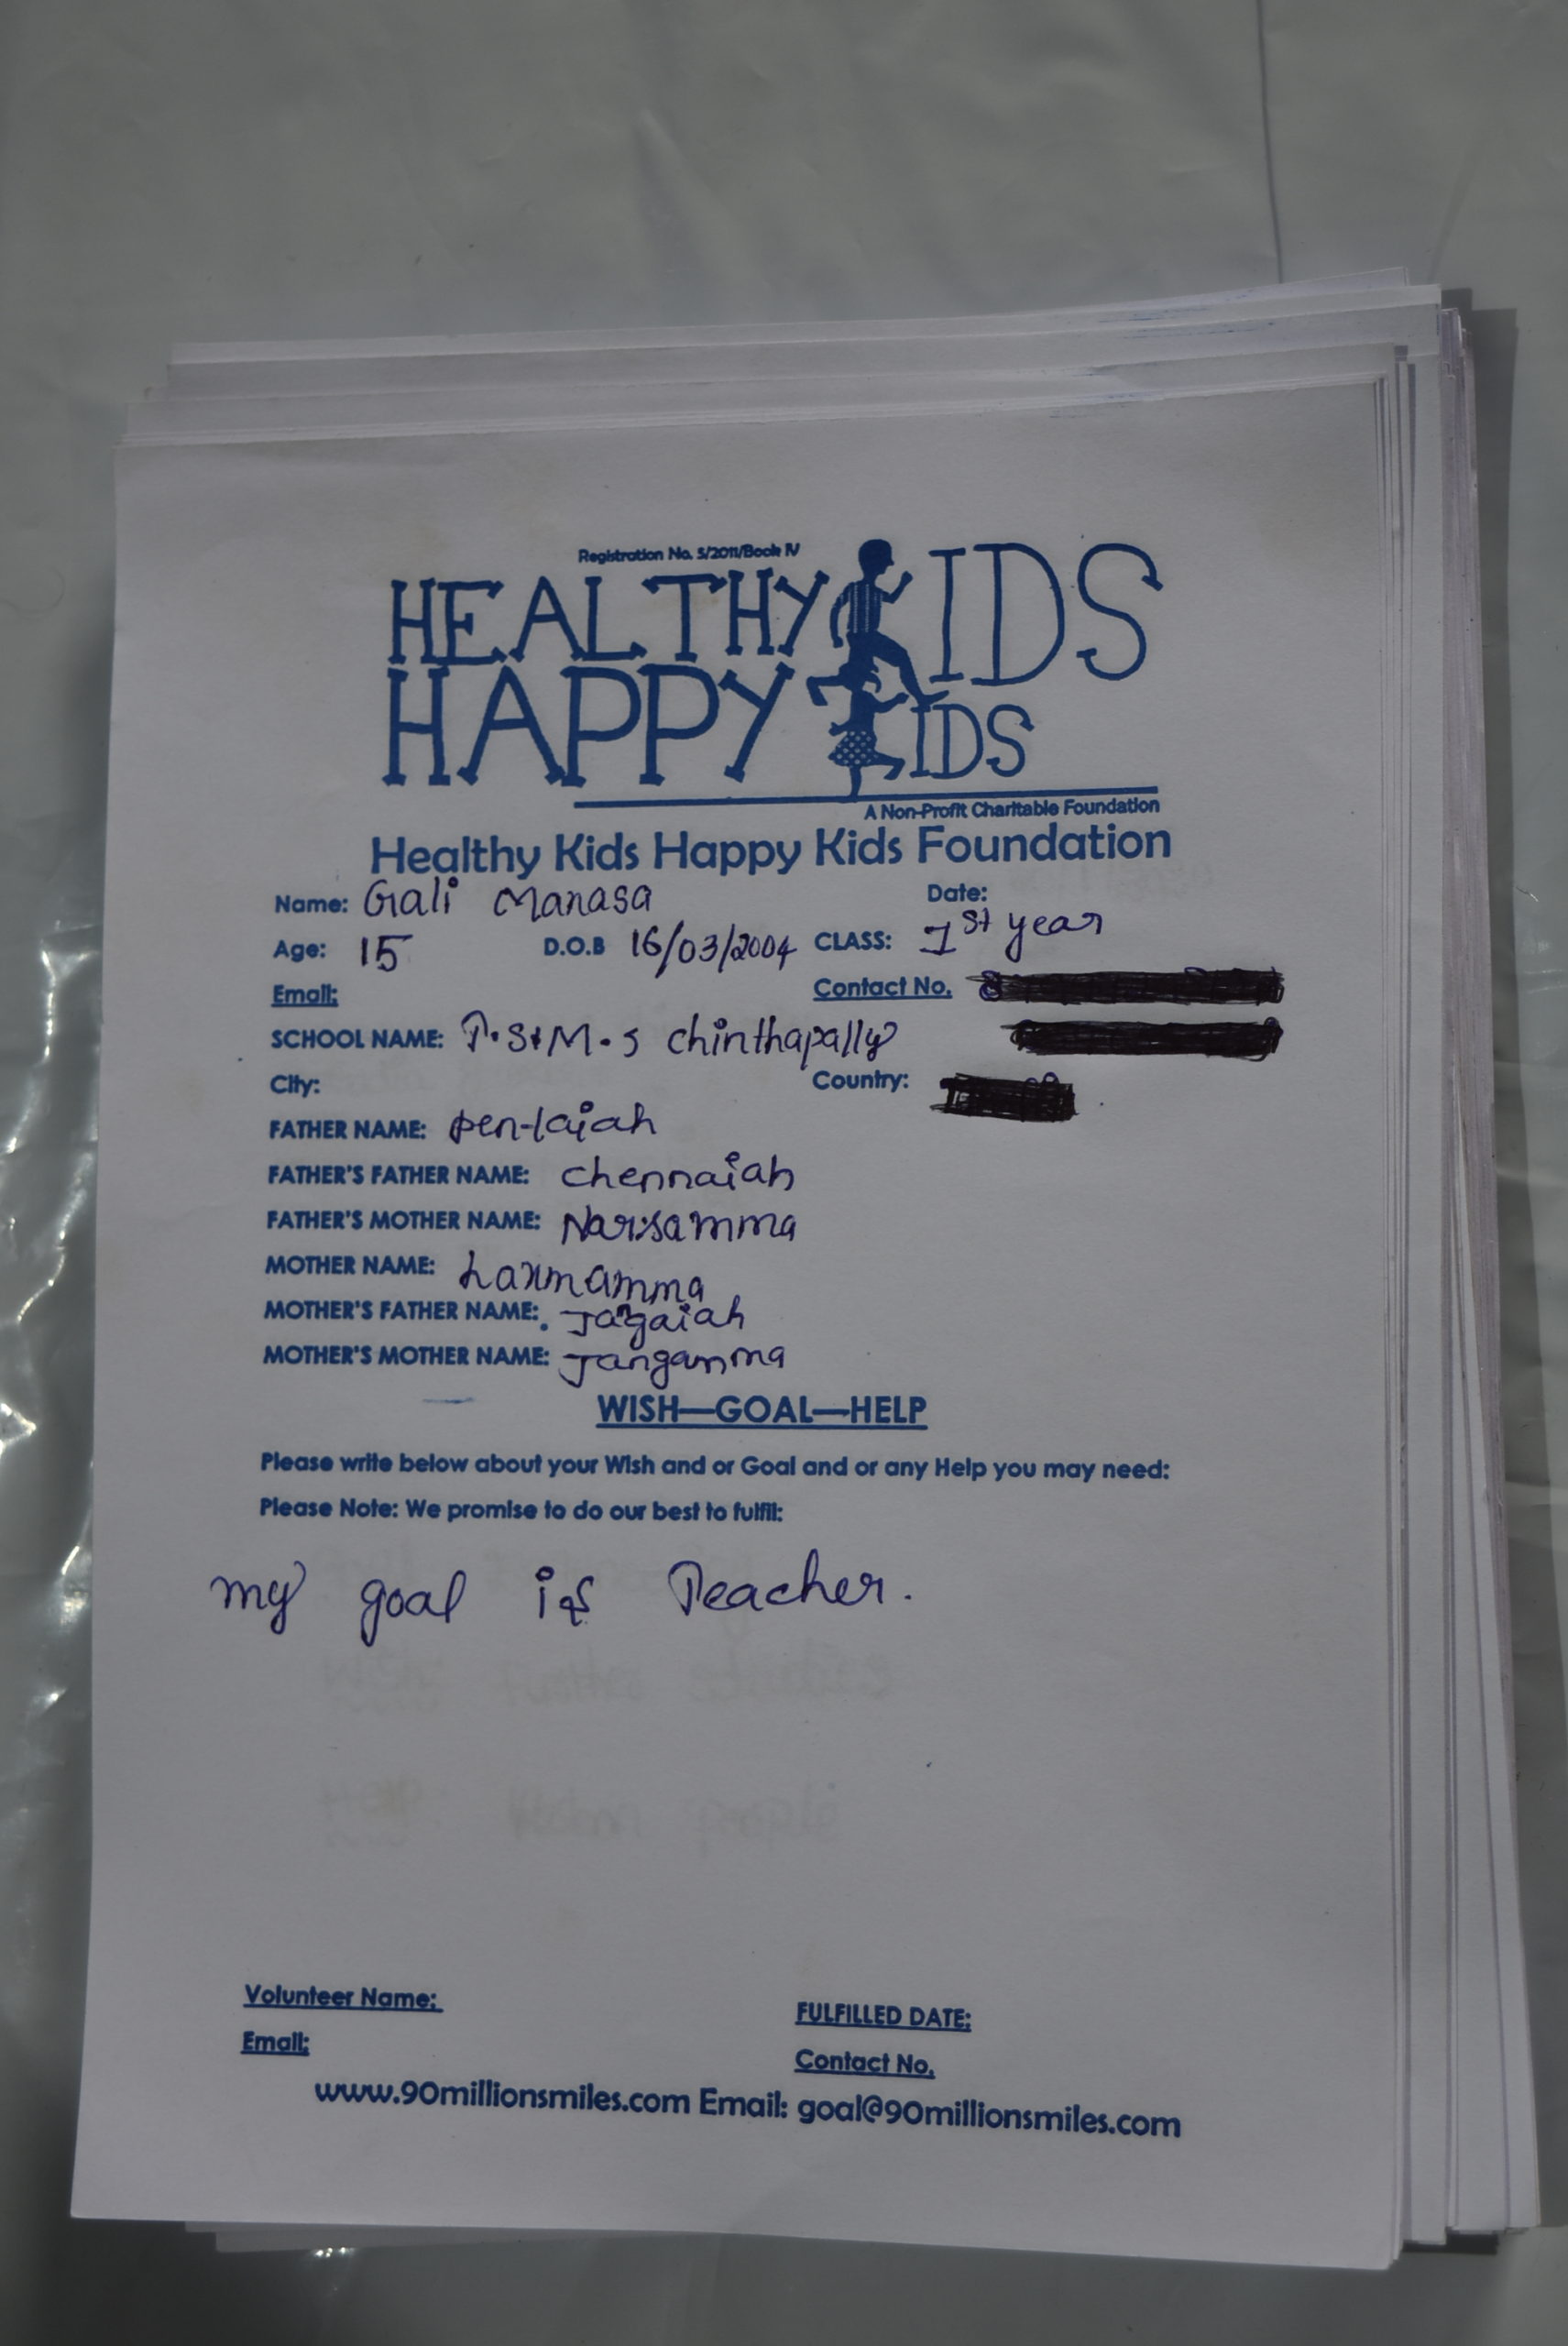 Registration No. 5/2011/Book IV
HEALTHY KIDS
HAPPY KIDS
A Non-Profit Charitable Foundation
Healthy Kids Happy Kids Foundation
Name: Gali Manasa Date:
Age: 15 D.O.B 16/03/2004 CLASS: 1st year
Email: Contact No.
SCHOOL NAME: T.S.M.S chinthapally
City: Country:
FATHER NAME: pentaiah
FATHER'S FATHER NAME: chennaiah
FATHER'S MOTHER NAME: Narsamma
MOTHER NAME: Laxmamma
MOTHER'S FATHER NAME: Jagaiah
MOTHER'S MOTHER NAME: Jangamma
WISH—GOAL—HELP
Please write below about your Wish and or Goal and or any Help you may need:
Please Note: We promise to do our best to fulfil:
my goal is Teacher.
Volunteer Name: FULFILLED DATE:
Email: Contact No.
www.90millionsmiles.com Email: goal@90millionsmiles.com